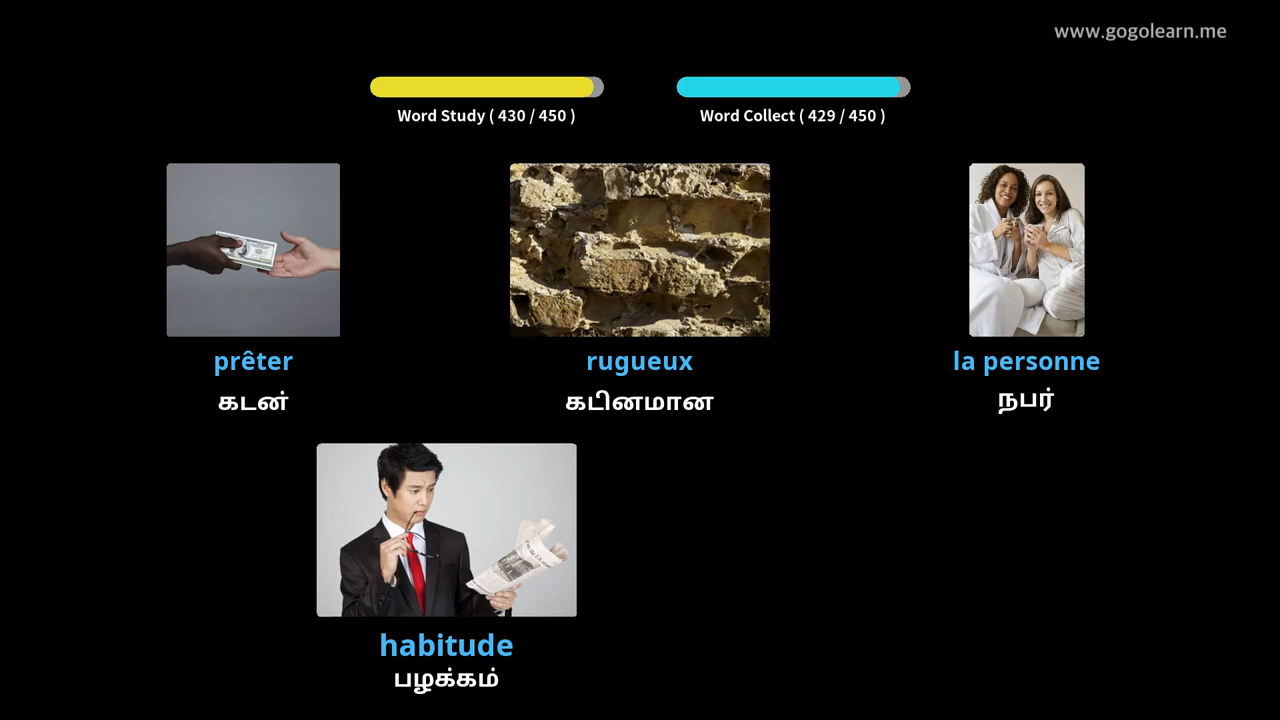 www.gogolearn.me
Word Study ( 430 / 450 )
Word Collect ( 429 / 450 )
prêter
கடன்
rugueux
கடினமான
la personne
நபர்
habitude
பழக்கம்